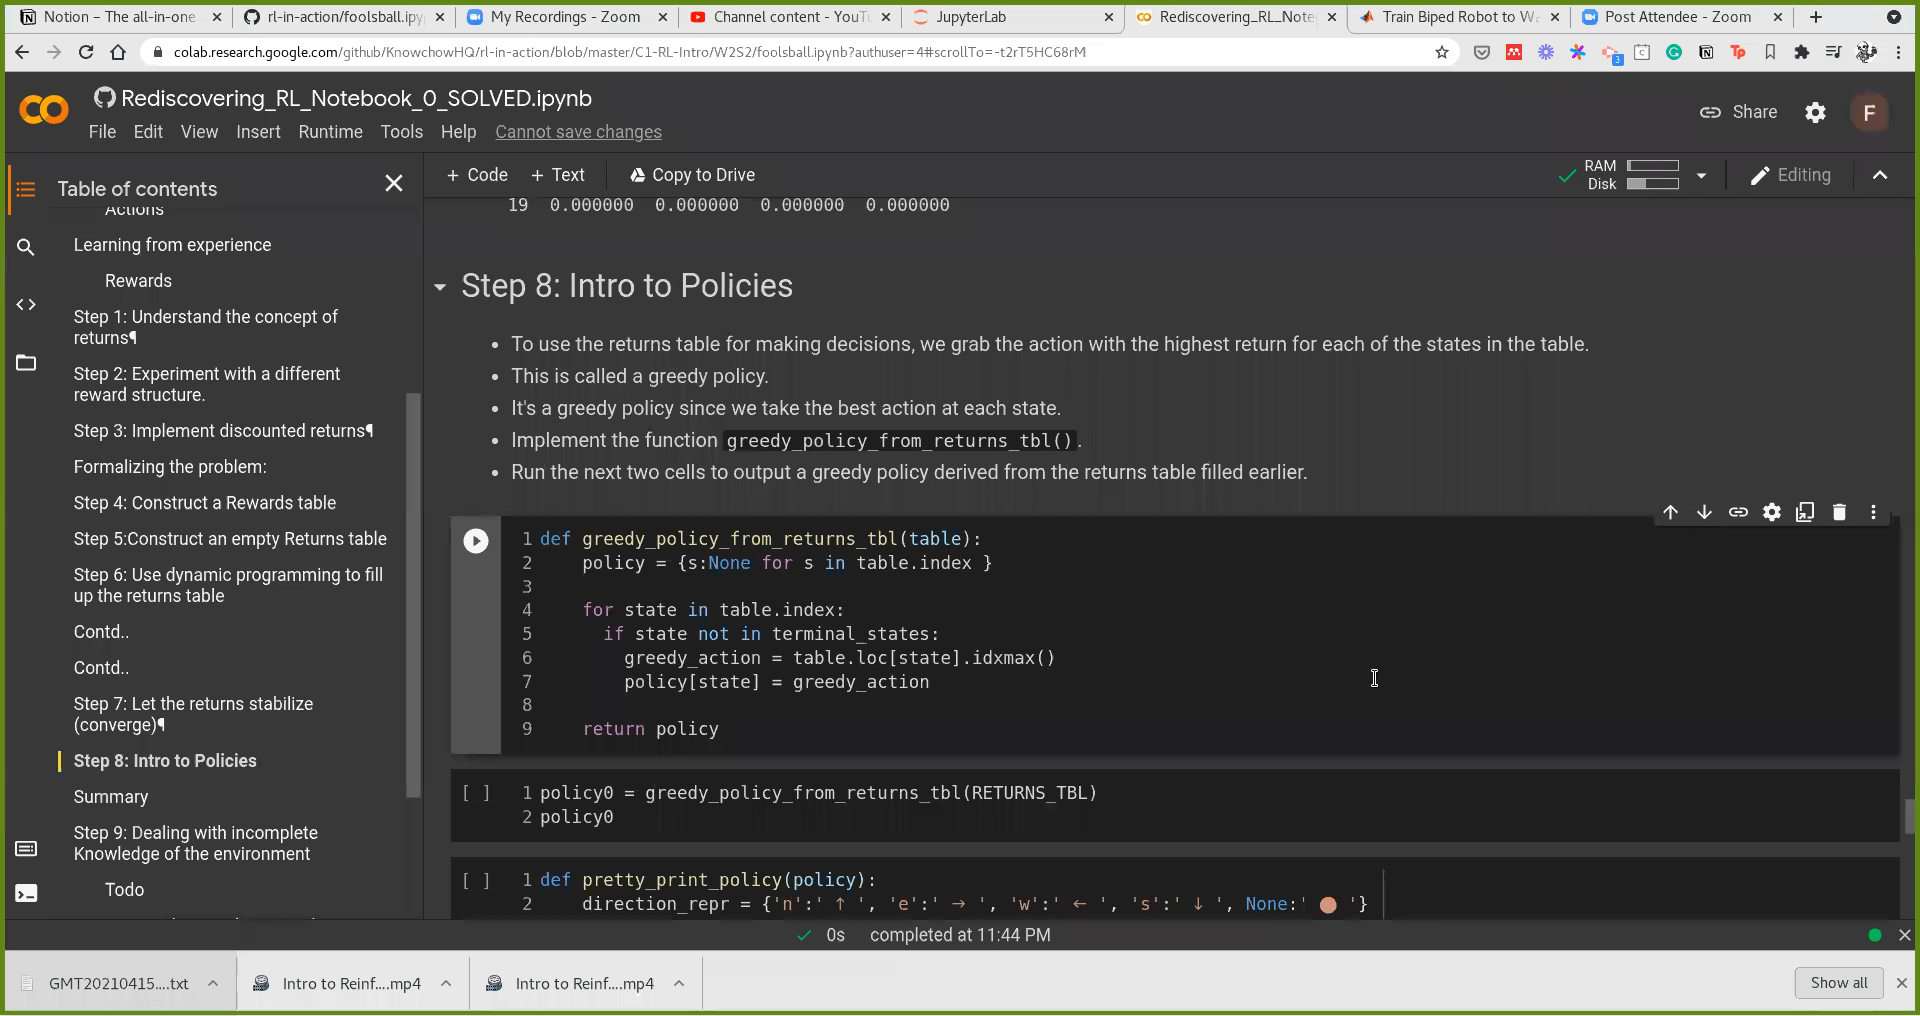 Notion – The all-in-one
rl-in-action/foolsball.ipy
My Recordings - Zoom
Channel content - YouTu
JupyterLab
Rediscovering_RL_Note
Train Biped Robot to Wa
Post Attendee - Zoom
colab.research.google.com/github/KnowchowHQ/rl-in-action/blob/master/C1-RL-Intro/W2S2/foolsball.ipynb?authuser=4#scrollTo=-t2rT5HC68rM
Rediscovering_RL_Notebook_0_SOLVED.ipynb
File Edit View Insert Runtime Tools Help Cannot save changes
Share
F
Table of contents
+ Code + Text Copy to Drive
RAM
Disk
Editing
Actions
Learning from experience
Rewards
Step 1: Understand the concept of
returns¶
Step 2: Experiment with a different
reward structure.
Step 3: Implement discounted returns¶
Formalizing the problem:
Step 4: Construct a Rewards table
Step 5:Construct an empty Returns table
Step 6: Use dynamic programming to fill
up the returns table
Contd..
Contd..
Step 7: Let the returns stabilize
(converge)¶
Step 8: Intro to Policies
Summary
Step 9: Dealing with incomplete
Knowledge of the environment
Todo
19 0.000000 0.000000 0.000000 0.000000
Step 8: Intro to Policies
• To use the returns table for making decisions, we grab the action with the highest return for each of the states in the table.
• This is called a greedy policy.
• It's a greedy policy since we take the best action at each state.
• Implement the function greedy_policy_from_returns_tbl().
• Run the next two cells to output a greedy policy derived from the returns table filled earlier.
1 def greedy_policy_from_returns_tbl(table):
2 policy = {s:None for s in table.index }
3
4 for state in table.index:
5 if state not in terminal_states:
6 greedy_action = table.loc[state].idxmax()
7 policy[state] = greedy_action
8
9 return policy
[ ] 1 policy0 = greedy_policy_from_returns_tbl(RETURNS_TBL)
2 policy0
[ ] 1 def pretty_print_policy(policy):
2 direction_repr = {'n':' ↑ ', 'e':' → ', 'w':' ← ', 's':' ↓ ', None:' ⬤ '}
0s completed at 11:44 PM
GMT20210415....txt
Intro to Reinf....mp4
Intro to Reinf....mp4
Show all